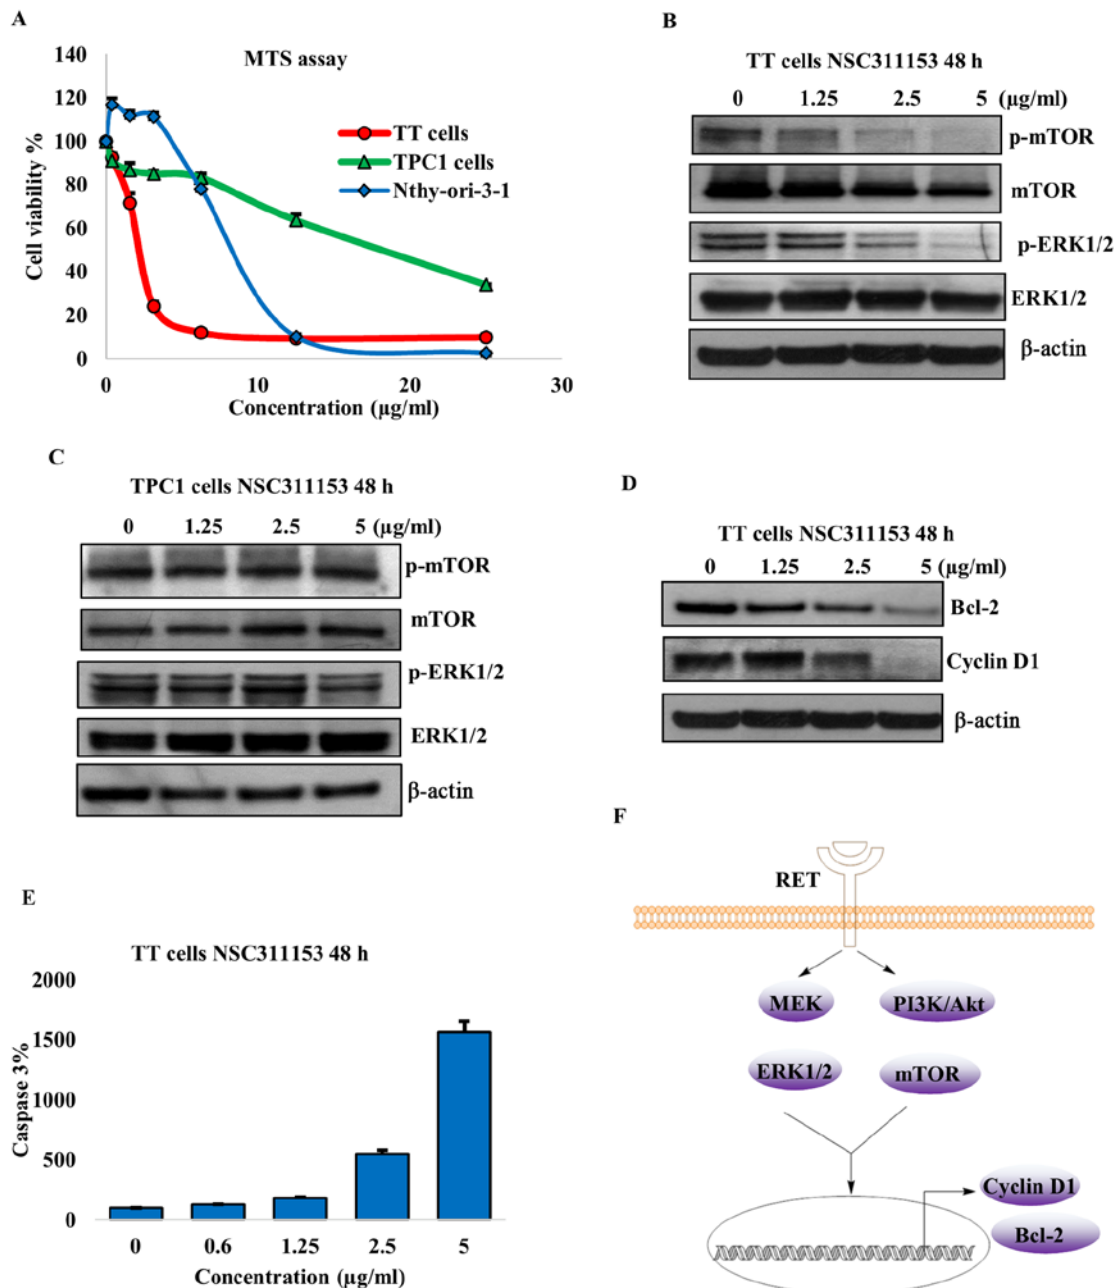 A
MTS assay
Cell viability %
140
120
100
80
60
40
20
0
0
10
20
30
Concentration (µg/ml)
TT cells
TPC1 cells
Nthy-ori-3-1
B
TT cells NSC311153 48 h
0 1.25 2.5 5 (µg/ml)
p-mTOR
mTOR
p-ERK1/2
ERK1/2
β-actin
C
TPC1 cells NSC311153 48 h
0 1.25 2.5 5 (µg/ml)
p-mTOR
mTOR
p-ERK1/2
ERK1/2
β-actin
D
TT cells NSC311153 48 h
0 1.25 2.5 5 (µg/ml)
Bcl-2
Cyclin D1
β-actin
E
TT cells NSC311153 48 h
Caspase 3%
2000
1500
1000
500
0
0 0.6 1.25 2.5 5
Concentration (µg/ml)
F
RET
MEK PI3K/Akt
ERK1/2 mTOR
Cyclin D1
Bcl-2